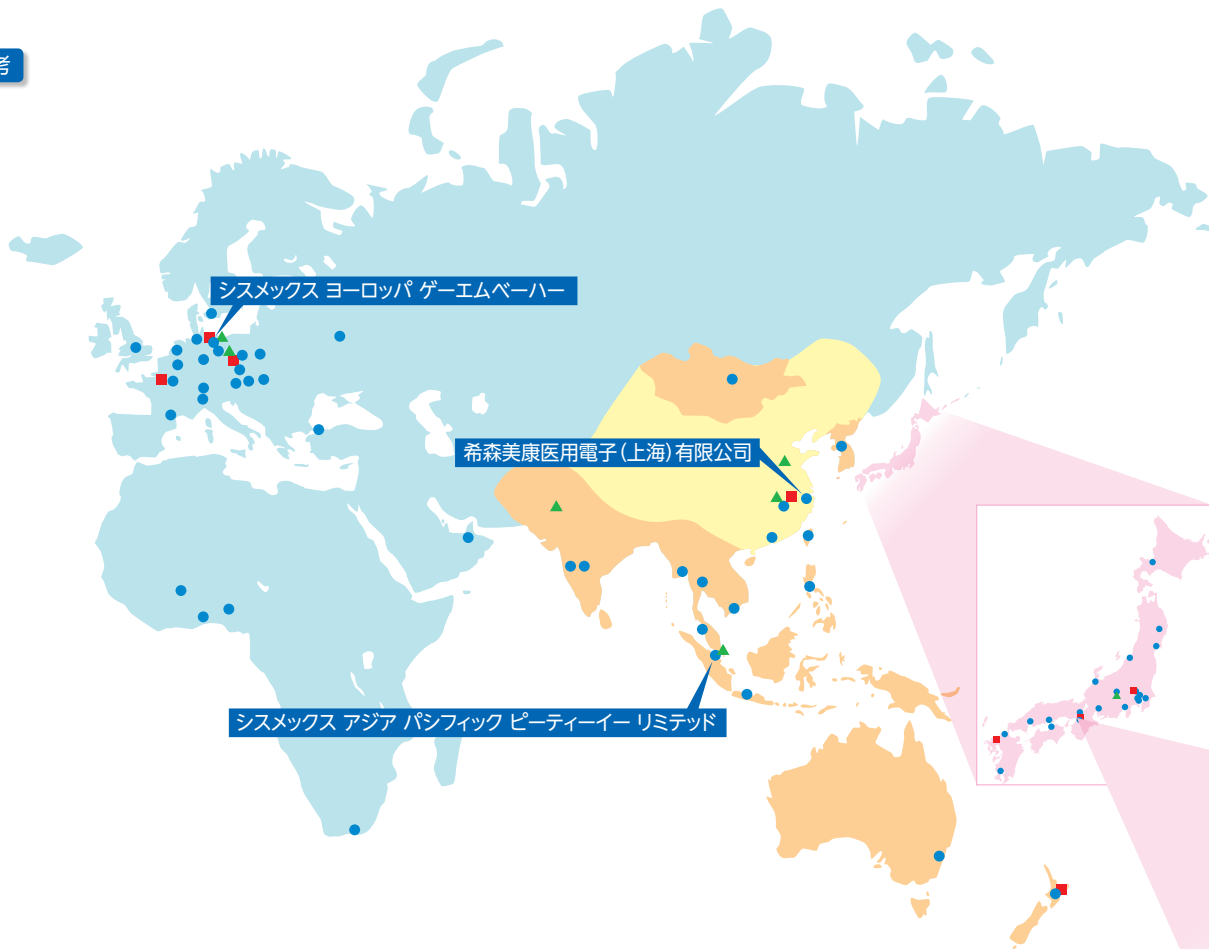 考
シスメックス ヨーロッパ ゲーエムベーハー
希森美康医用電子(上海)有限公司
シスメックス アジア パシフィック ピーティーイー リミテッド